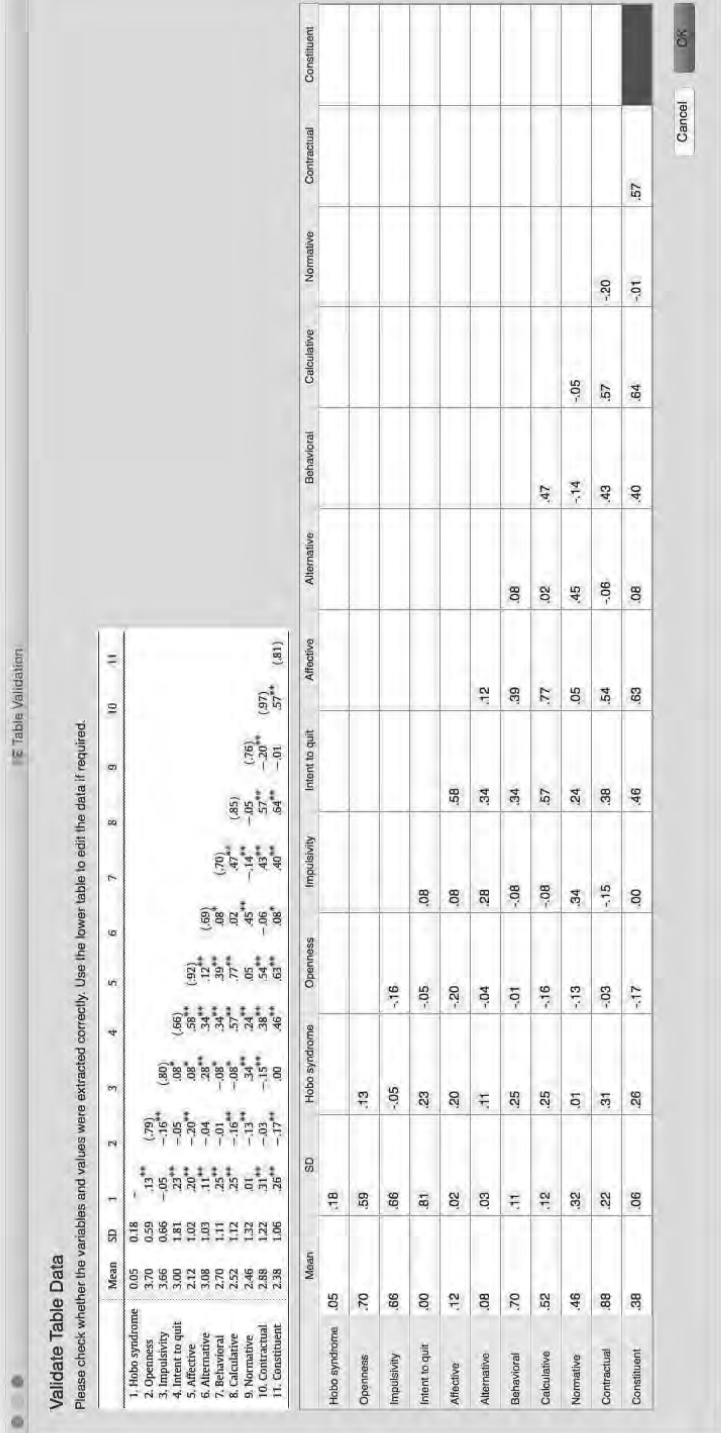 Table Validation
Validate Table Data
Please check whether the variables and values were extracted correctly. Use the lower table to edit the data if required.
Mean SD 1 2 3 4 5 6 7 8 9 10 11
1. Hobo syndrome 0.05 0.18 –
2. Openness 3.70 0.59 .13** (.79)
3. Impulsivity 3.66 0.66 −.05 −.16** (.80)
4. Intent to quit 3.00 1.81 .23** −.05 .08* (.66)
5. Affective 2.12 1.02 .20** −.20** .08* .58** (.92)
6. Alternative 3.08 1.03 .11** −.04 .28** .34** .12** (.69)
7. Behavioral 2.70 1.11 .25** −.01 −.08* .34** .39** .08* (.70)
8. Calculative 2.52 1.12 .25** −.16** −.08* .57** .77** .02 .47** (.85)
9. Normative 2.46 1.32 .01 −.13** .34** .24** .05 .45** −.14** −.05 (.76)
10. Contractual 2.88 1.22 .31** −.03 −.15** .38** .54** −.06 .43** .57** −.20** (.97)
11. Constituent 2.38 1.06 .26** −.17** .00 .46** .63** .08* .40** .64** −.01 .57** (.81)
Mean SD Hobo syndrome Openness Impulsivity Intent to quit Affective Alternative Behavioral Calculative Normative Contractual Constituent
Hobo syndrome .05 .18
Openness .70 .59 .13
Impulsivity .66 .66 -.05 -.16
Intent to quit .00 .81 .23 -.05 .08
Affective .12 .02 .20 -.20 .08 .58
Alternative .08 .03 .11 -.04 .28 .34 .12
Behavioral .70 .11 .25 -.01 -.08 .34 .39 .08
Calculative .52 .12 .25 -.16 -.08 .57 .77 .02 .47
Normative .46 .32 .01 -.13 .34 .24 .05 .45 -.14 -.05
Contractual .88 .22 .31 -.03 -.15 .38 .54 -.06 .43 .57 -.20
Constituent .38 .06 .26 -.17 .00 .46 .63 .08 .40 .64 -.01 .57
Cancel OK